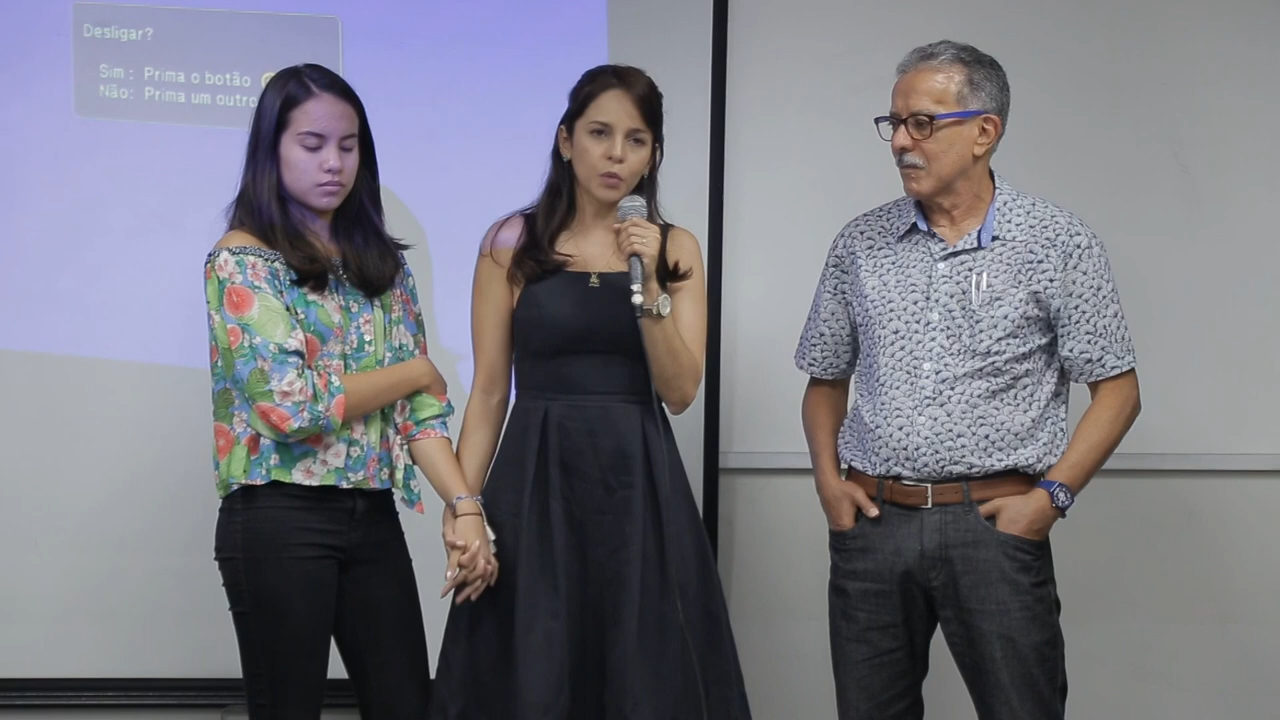 Desligar?
Sim : Prima o botão
Não: Prima um outro